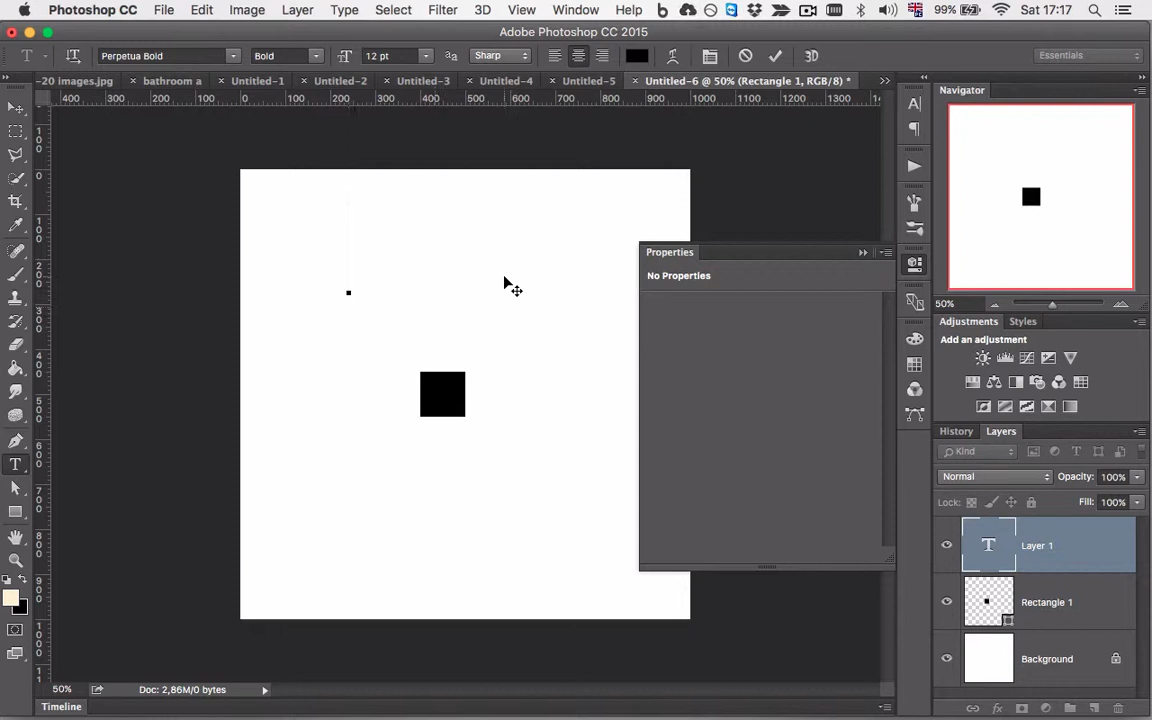 Photoshop CC File Edit Image Layer Type Select Filter 3D View Window Help 99% Sat 17:17
Adobe Photoshop CC 2015
T Perpetua Bold Bold 12 pt aa Sharp 3D Essentials
-20 images.jpg × bathroom a × Untitled-1 × Untitled-2 × Untitled-3 × Untitled-4 × Untitled-5 × Untitled-6 @ 50% (Rectangle 1, RGB/8) *
400 300 200 100 0 100 200 300 400 500 600 700 800 900 1000 1100
Navigator
50%
Properties
No Properties
Adjustments Styles
Add an adjustment
History Layers
Kind
Normal Opacity: 100%
Lock: Fill: 100%
T Layer 1
Rectangle 1
Background
50% Doc: 2,86M/0 bytes
Timeline